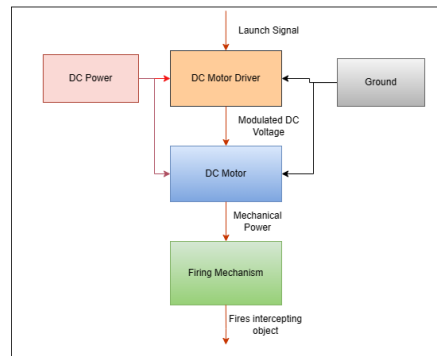 Launch Signal
DC Power
DC Motor Driver
Ground
Modulated DC
Voltage
DC Motor
Mechanical
Power
Firing Mechanism
Fires intercepting
object